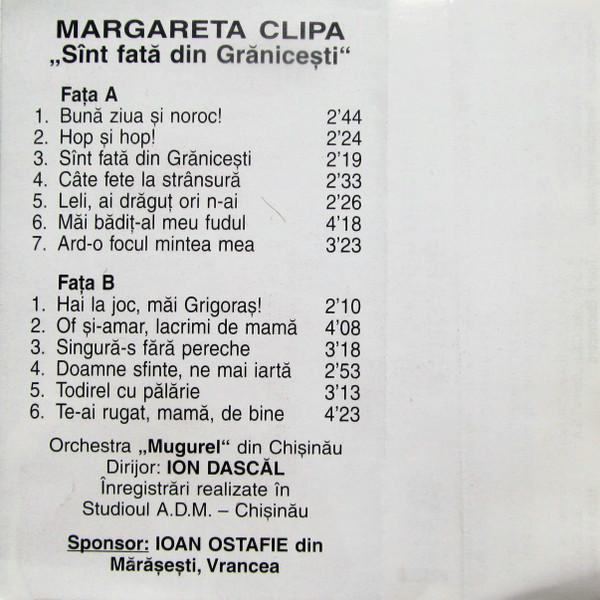 MARGARETA CLIPA
„Sînt fată din Grănicești“
Fața A
1. Bună ziua și noroc! 2'44
2. Hop și hop! 2'24
3. Sînt fată din Grănicești 2'19
4. Câte fete la strânsură 2'33
5. Leli, ai drăguț ori n-ai 2'26
6. Măi bădiț-al meu fudul 4'18
7. Ard-o focul mintea mea 3'23
Fața B
1. Hai la joc, măi Grigoraș! 2'10
2. Of și-amar, lacrimi de mamă 4'08
3. Singură-s fără pereche 3'18
4. Doamne sfinte, ne mai iartă 2'53
5. Todirel cu pălărie 3'13
6. Te-ai rugat, mamă, de bine 4'23
Orchestra „Mugurel“ din Chișinău
Dirijor: ION DASCĂL
Înregistrări realizate în
Studioul A.D.M. – Chișinău
Sponsor: IOAN OSTAFIE din
Mărășești, Vrancea